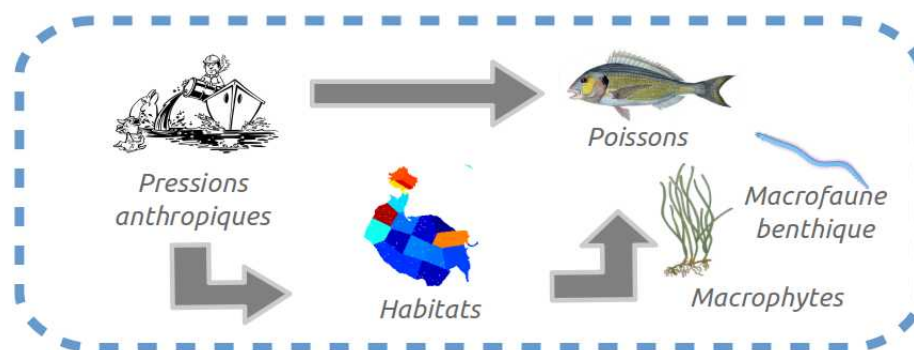 Poissons
Pressions
anthropiques
Macrofaune
benthique
Habitats
Macrophytes